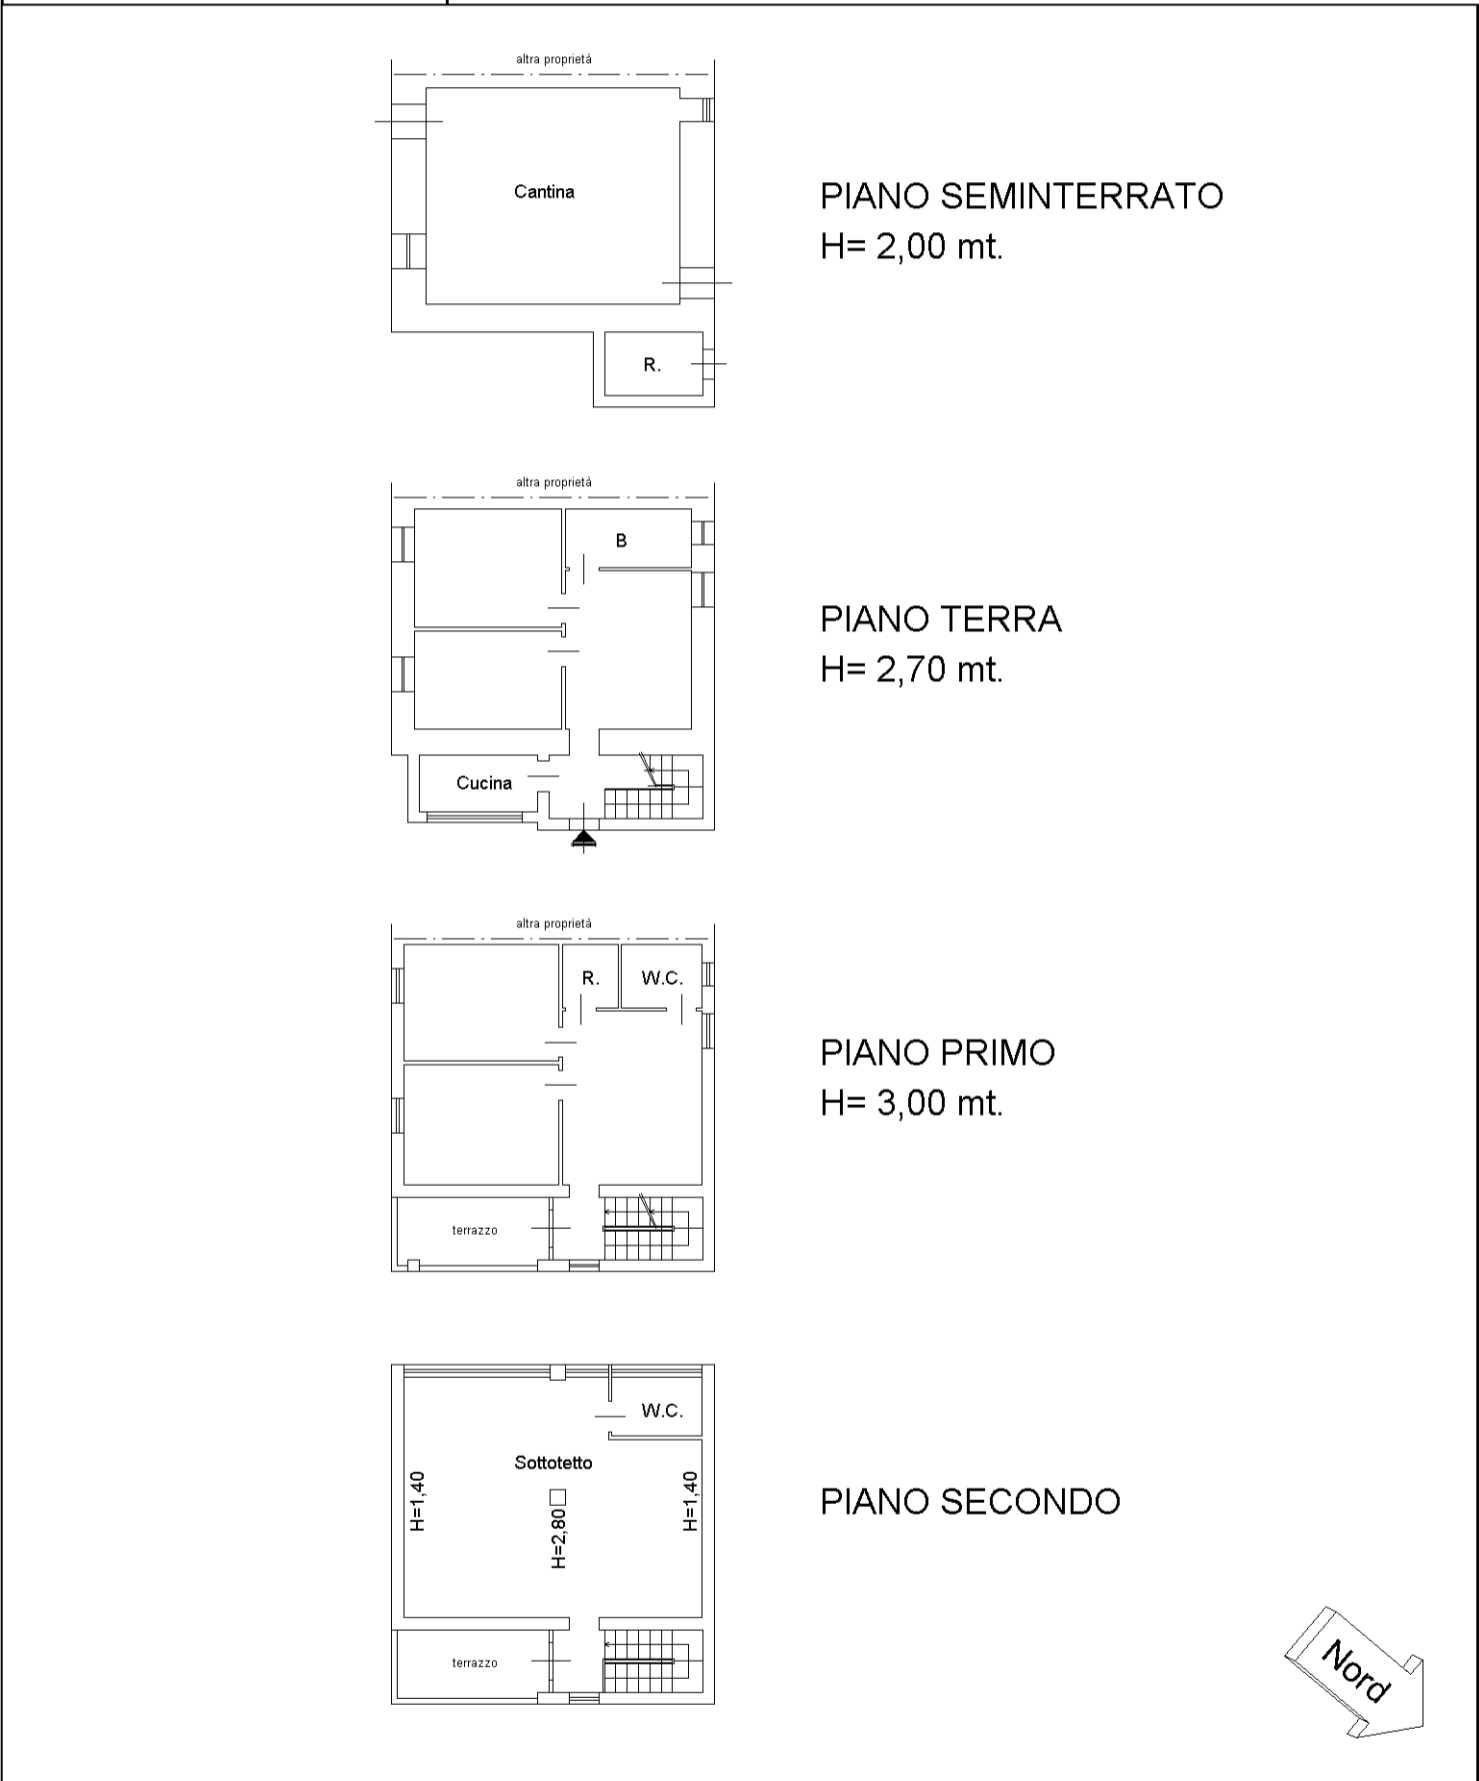 altra proprietà
Cantina
R.
PIANO SEMINTERRATO
H= 2,00 mt.
altra proprietà
B
Cucina
PIANO TERRA
H= 2,70 mt.
altra proprietà
R.
W.C.
terrazzo
PIANO PRIMO
H= 3,00 mt.
W.C.
Sottotetto
H=1,40
H=2,80
H=1,40
terrazzo
PIANO SECONDO
Nord